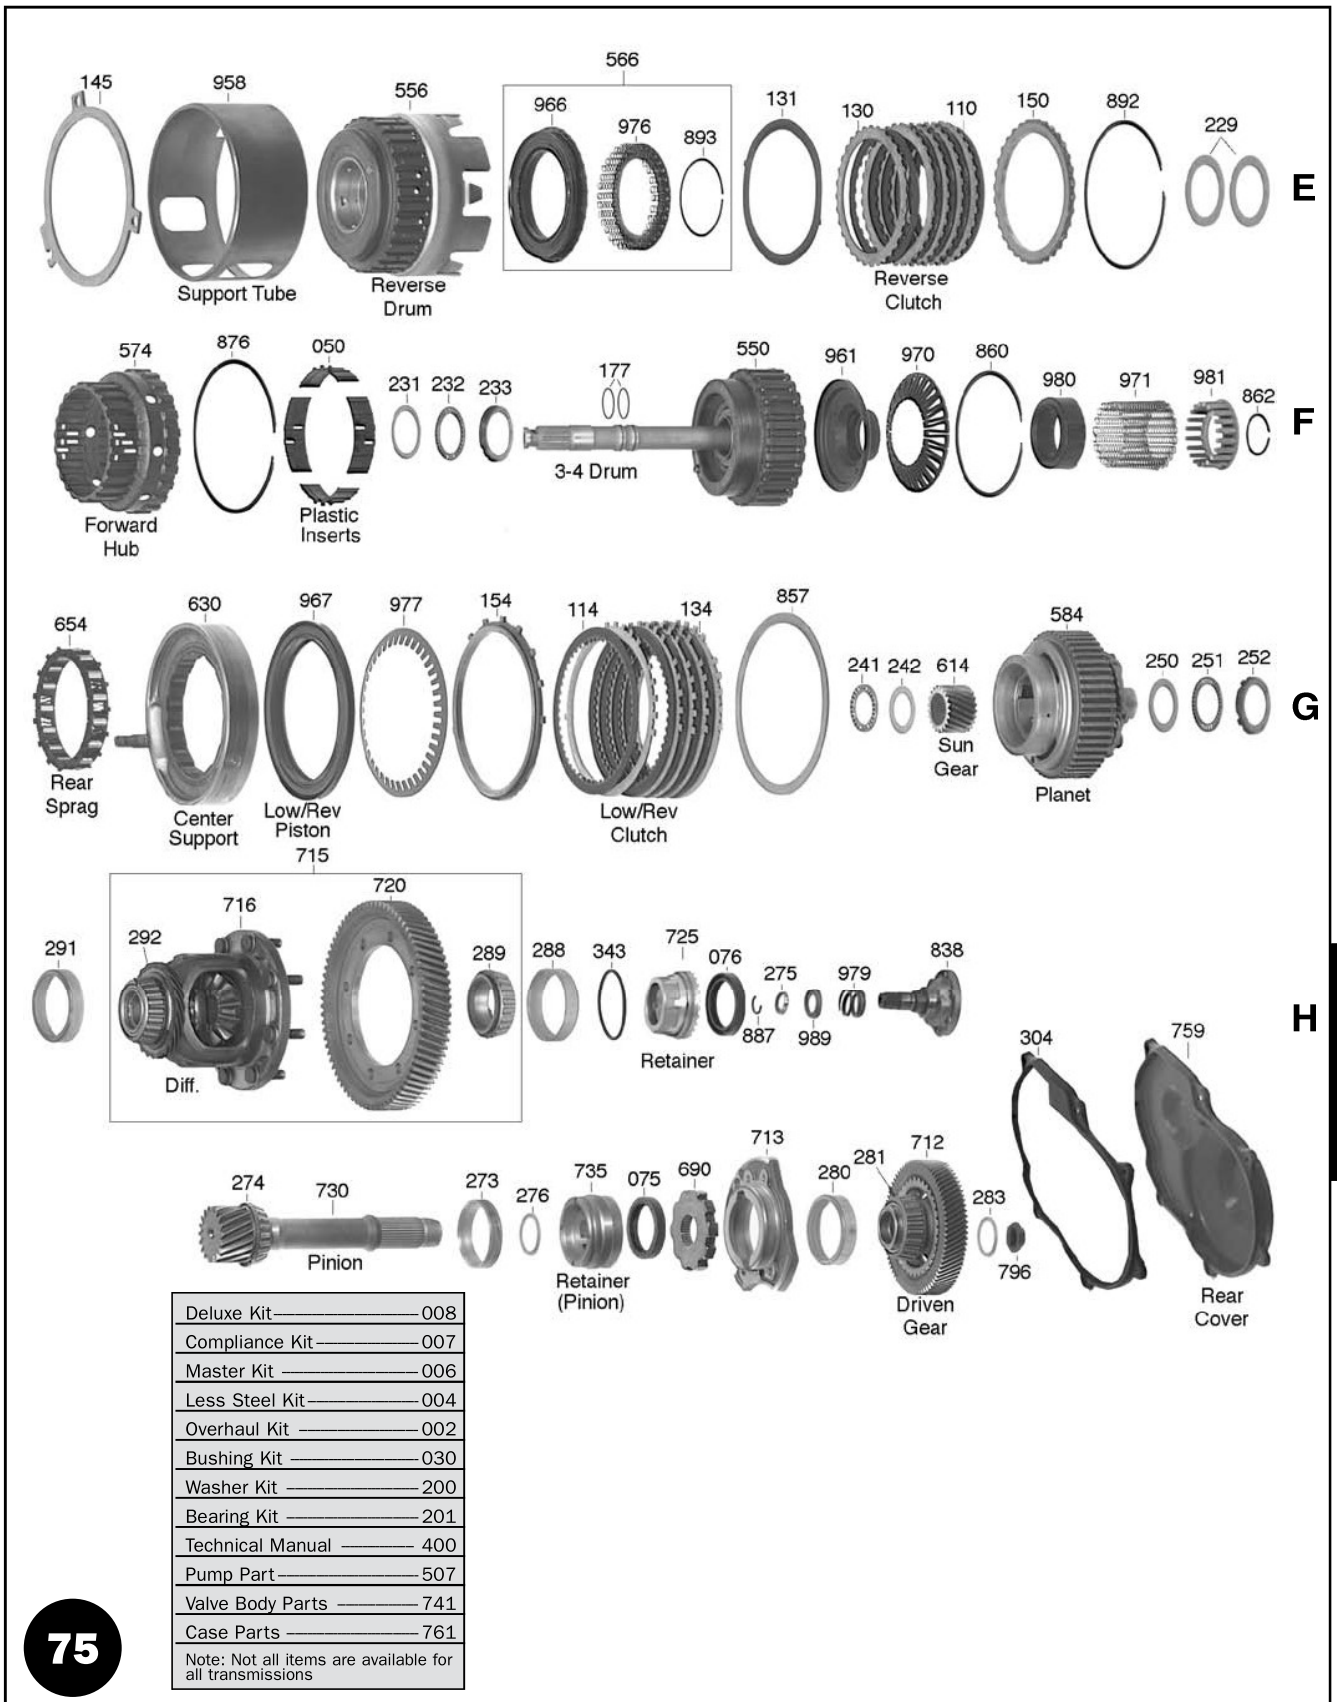 566
145
958
556
966
976
893
131
130
110
150
892
229
E
Support Tube
Reverse
Drum
Reverse
Clutch
574
876
050
231
232
233
177
550
961
970
860
980
971
981
862
F
3-4 Drum
Forward
Hub
Plastic
Inserts
654
630
967
977
154
114
134
857
241
242
614
584
250
251
252
G
Rear
Sprag
Center
Support
Low/Rev
Piston
Low/Rev
Clutch
Sun
Gear
Planet
715
291
292
716
720
289
288
343
725
076
275
979
838
887
989
H
Diff.
Retainer
304
759
274
730
273
276
735
075
690
713
280
281
712
283
796
Pinion
Retainer
(Pinion)
Driven
Gear
Rear
Cover
Deluxe Kit 008
Compliance Kit 007
Master Kit 006
Less Steel Kit 004
Overhaul Kit 002
Bushing Kit 030
Washer Kit 200
Bearing Kit 201
Technical Manual 400
Pump Part 507
Valve Body Parts 741
Case Parts 761
Note: Not all items are available for
all transmissions
75